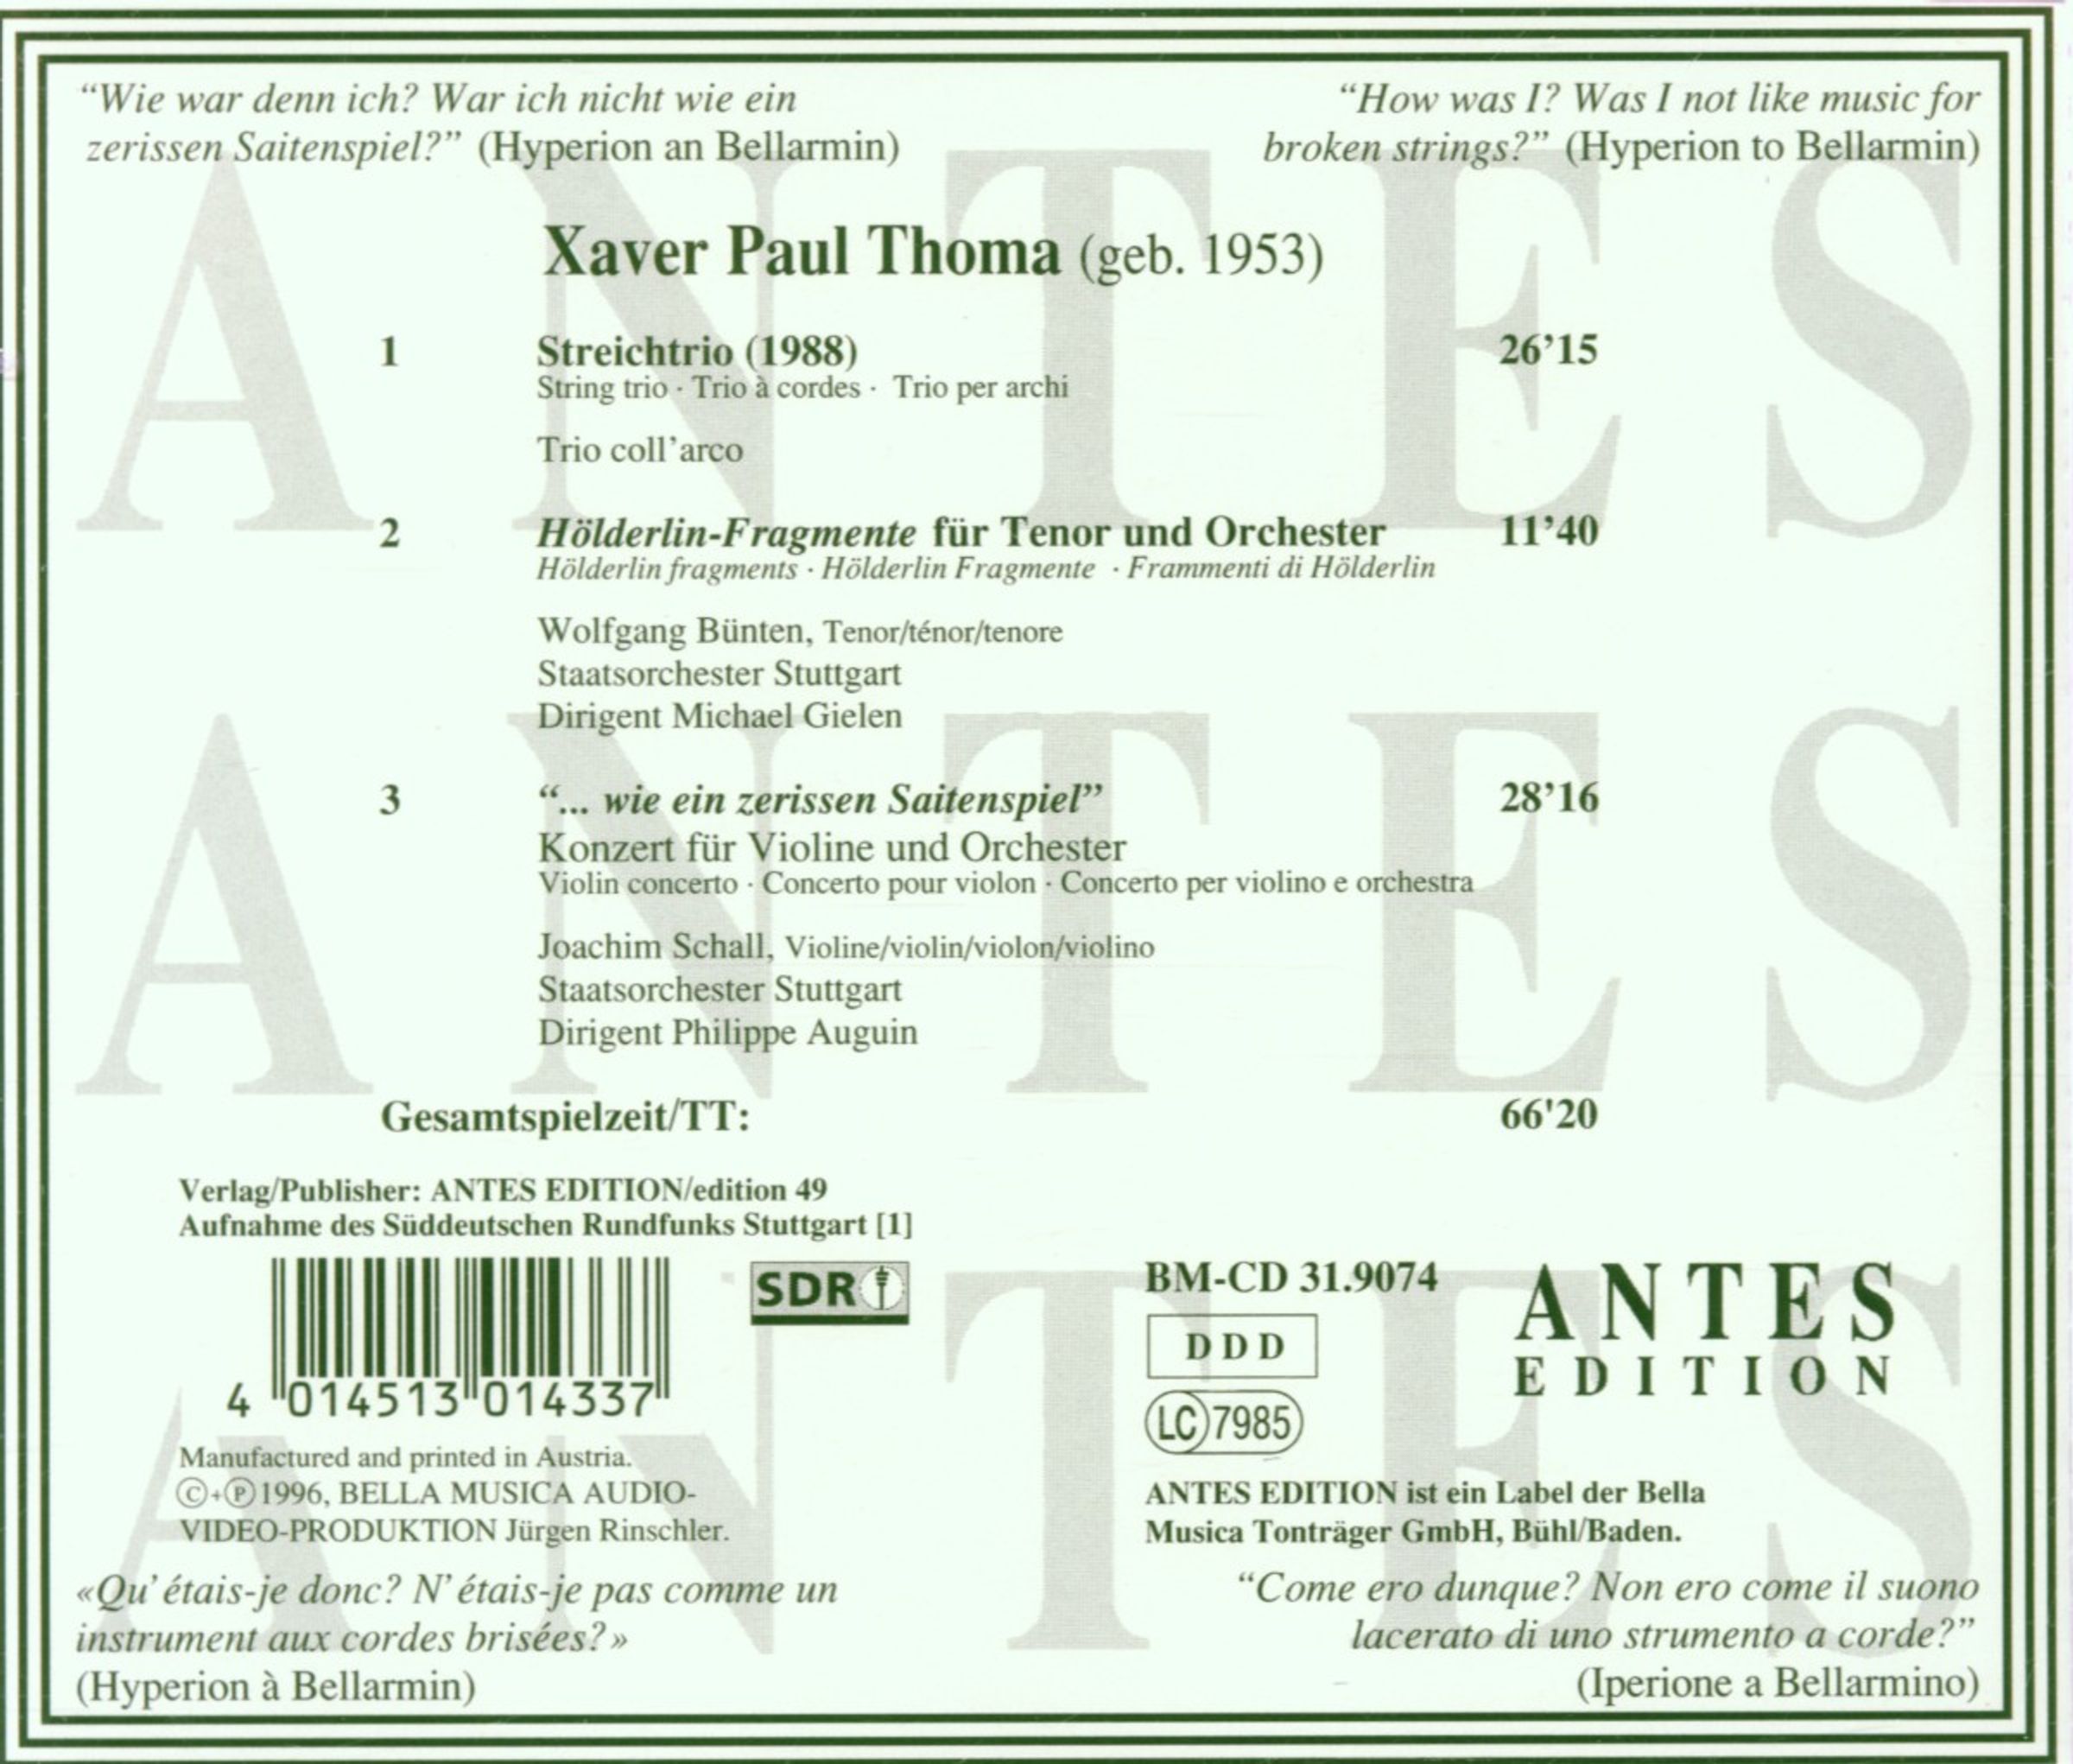 “Wie war denn ich? War ich nicht wie ein
zerissen Saitenspiel?” (Hyperion an Bellarmin)
“How was I? Was I not like music for
broken strings?” (Hyperion to Bellarmin)
Xaver Paul Thoma (geb. 1953)
1 Streichtrio (1988) 26’15
String trio · Trio à cordes · Trio per archi
Trio coll’arco
2 Hölderlin-Fragmente für Tenor und Orchester 11’40
Hölderlin fragments · Hölderlin Fragmente · Frammenti di Hölderlin
Wolfgang Bünten, Tenor/ténor/tenore
Staatsorchester Stuttgart
Dirigent Michael Gielen
3 “... wie ein zerissen Saitenspiel” 28’16
Konzert für Violine und Orchester
Violin concerto · Concerto pour violon · Concerto per violino e orchestra
Joachim Schall, Violine/violin/violon/violino
Staatsorchester Stuttgart
Dirigent Philippe Auguin
Gesamtspielzeit/TT: 66'20
Verlag/Publisher: ANTES EDITION/edition 49
Aufnahme des Süddeutschen Rundfunks Stuttgart [1]
4 014513 014337
SDR
BM-CD 31.9074
DDD
LC 7985
ANTES
EDITION
Manufactured and printed in Austria.
©+℗1996, BELLA MUSICA AUDIO-
VIDEO-PRODUKTION Jürgen Rinschler.
ANTES EDITION ist ein Label der Bella
Musica Tonträger GmbH, Bühl/Baden.
«Qu’étais-je donc? N’étais-je pas comme un
instrument aux cordes brisées?»
(Hyperion à Bellarmin)
“Come ero dunque? Non ero come il suono
lacerato di uno strumento a corde?”
(Iperione a Bellarmino)
ANTES
ANTES
ANTES